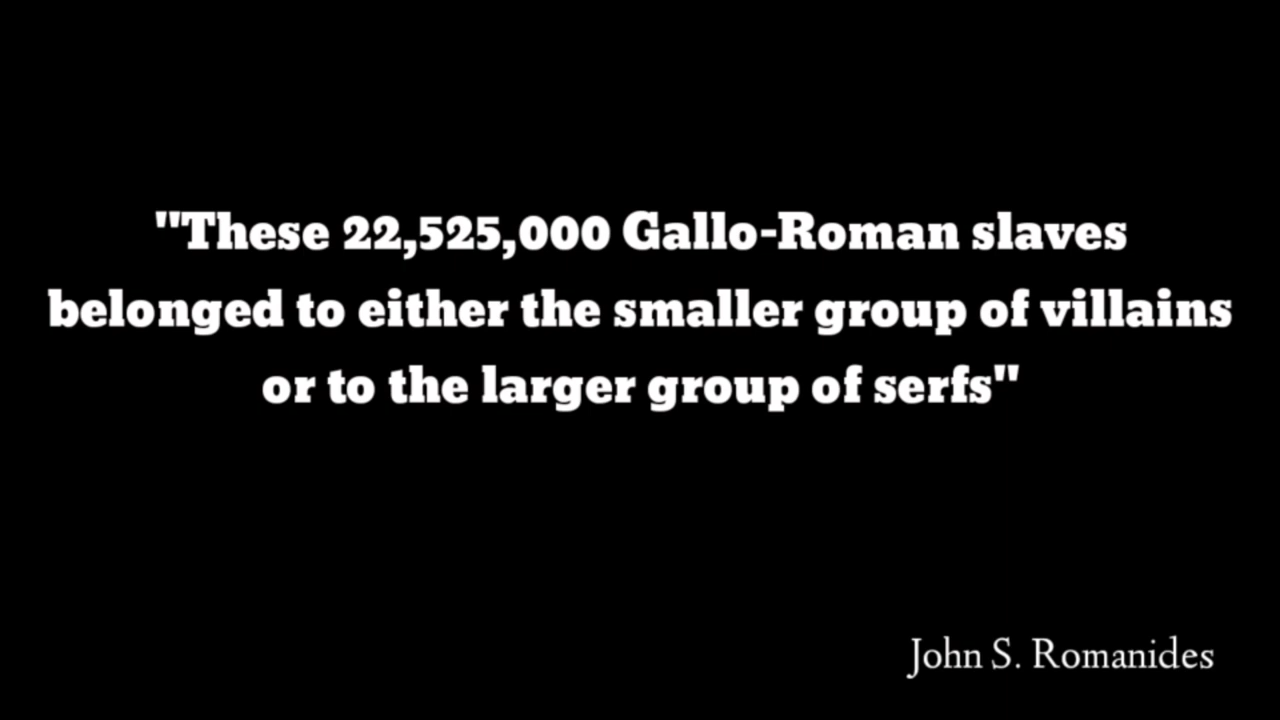 "These 22,525,000 Gallo-Roman slaves
belonged to either the smaller group of villains
or to the larger group of serfs"
John S. Romanides